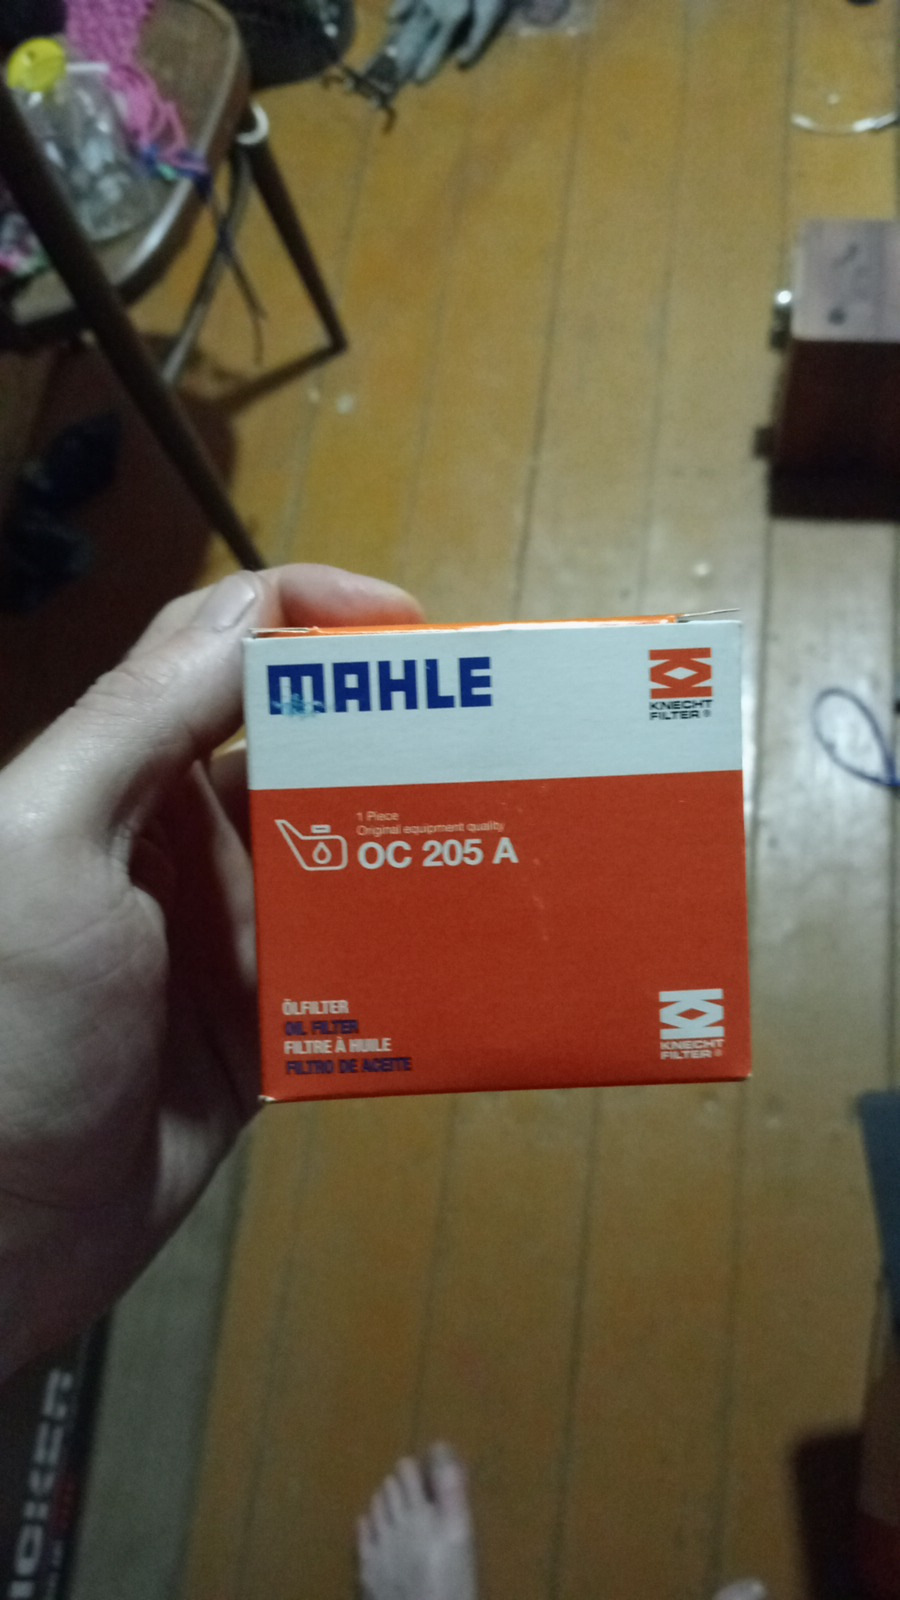 MAHLE
KNECHT
FILTER®
1 Piece
Original equipment quality
OC 205 A
ÖLFILTER
OIL FILTER
FILTRE À HUILE
FILTRO DE ACEITE
KNECHT
FILTER®